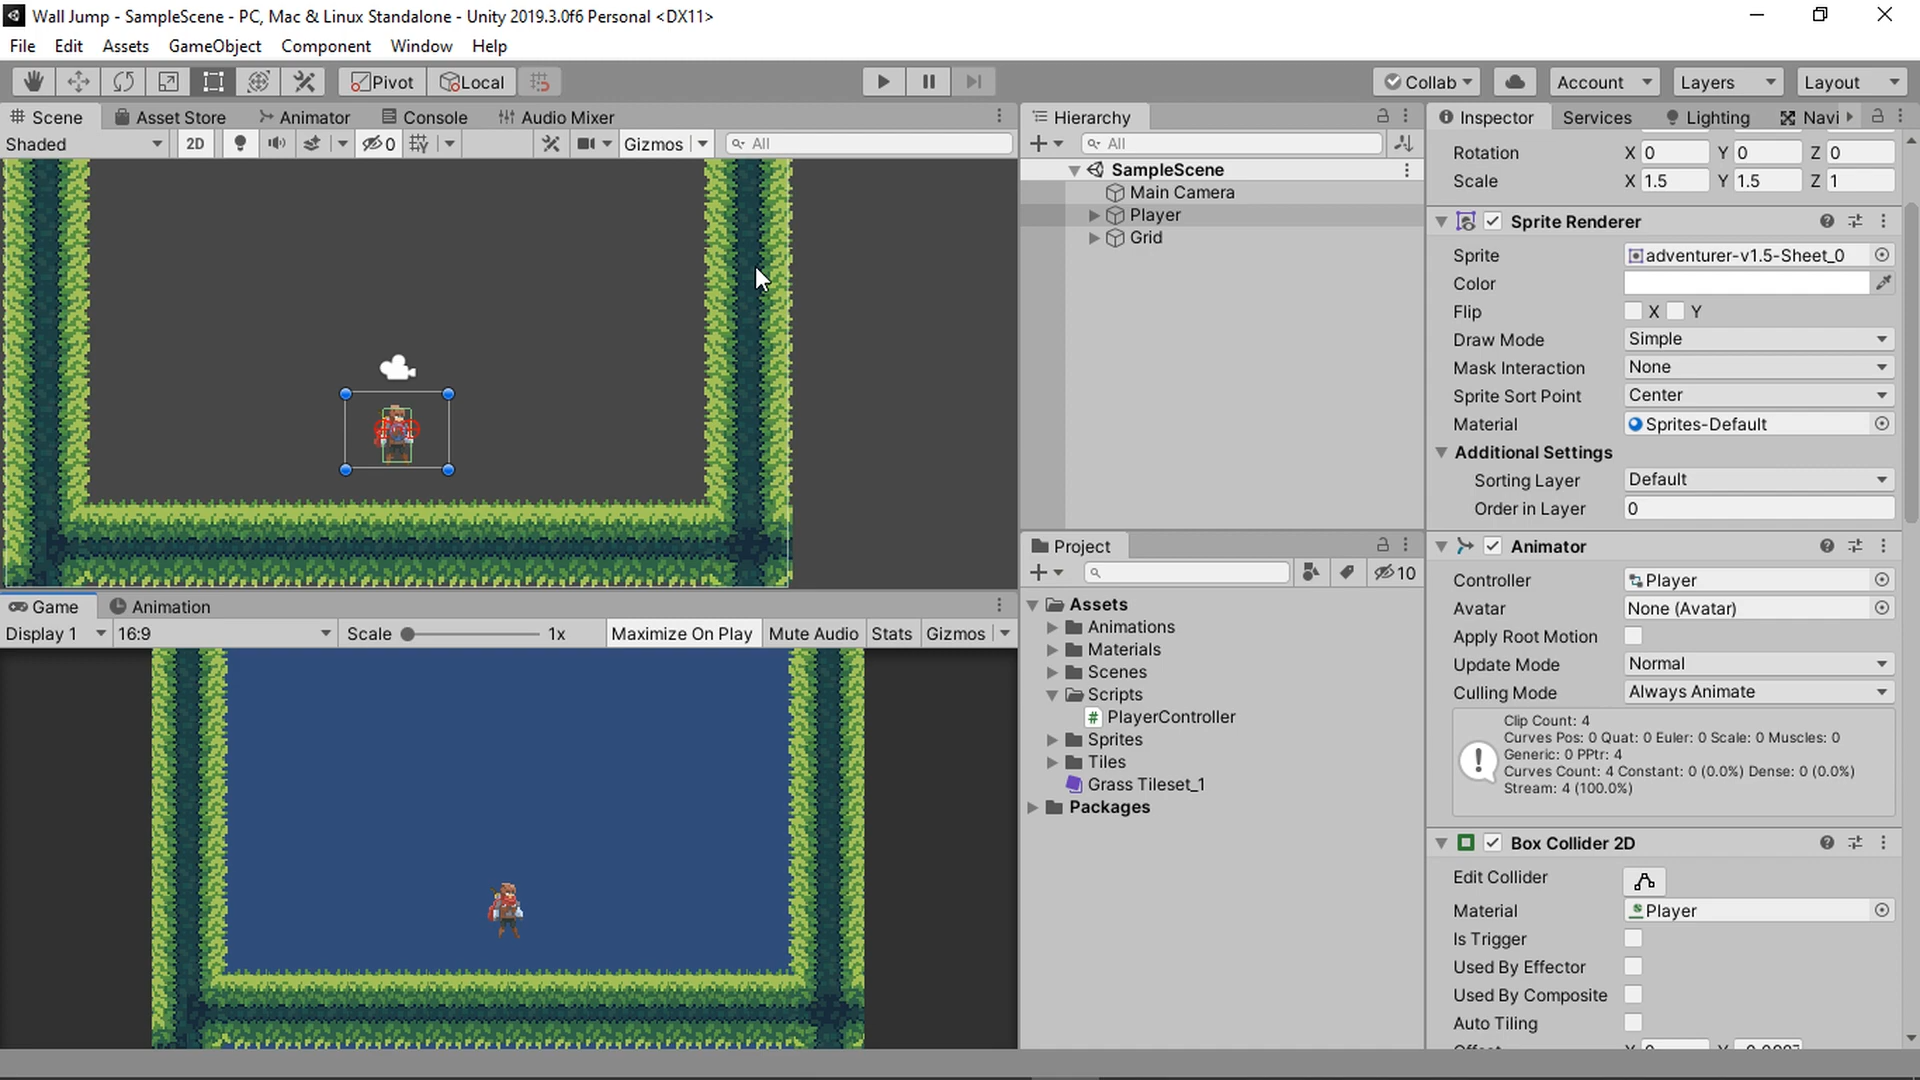 Wall Jump - SampleScene - PC, Mac & Linux Standalone - Unity 2019.3.0f6 Personal <DX11>
File Edit Assets GameObject Component Window Help
Pivot Local Collab Account Layers Layout
Scene Asset Store Animator Console Audio Mixer
Shaded 2D 0 Gizmos All
Game Animation
Display 1 16:9 Scale 1x Maximize On Play Mute Audio Stats Gizmos
Hierarchy
All
SampleScene
Main Camera
Player
Grid
Project
10
Assets
Animations
Materials
Scenes
Scripts
# PlayerController
Sprites
Tiles
Grass Tileset_1
Packages
Inspector Services Lighting Navi
Rotation X 0 Y 0 Z 0
Scale X 1.5 Y 1.5 Z 1
Sprite Renderer
Sprite adventurer-v1.5-Sheet_0
Color
Flip X Y
Draw Mode Simple
Mask Interaction None
Sprite Sort Point Center
Material Sprites-Default
Additional Settings
Sorting Layer Default
Order in Layer 0
Animator
Controller Player
Avatar None (Avatar)
Apply Root Motion
Update Mode Normal
Culling Mode Always Animate
Clip Count: 4
Curves Pos: 0 Quat: 0 Euler: 0 Scale: 0 Muscles: 0
Generic: 0 PPtr: 4
Curves Count: 4 Constant: 0 (0.0%) Dense: 0 (0.0%)
Stream: 4 (100.0%)
Box Collider 2D
Edit Collider
Material Player
Is Trigger
Used By Effector
Used By Composite
Auto Tiling